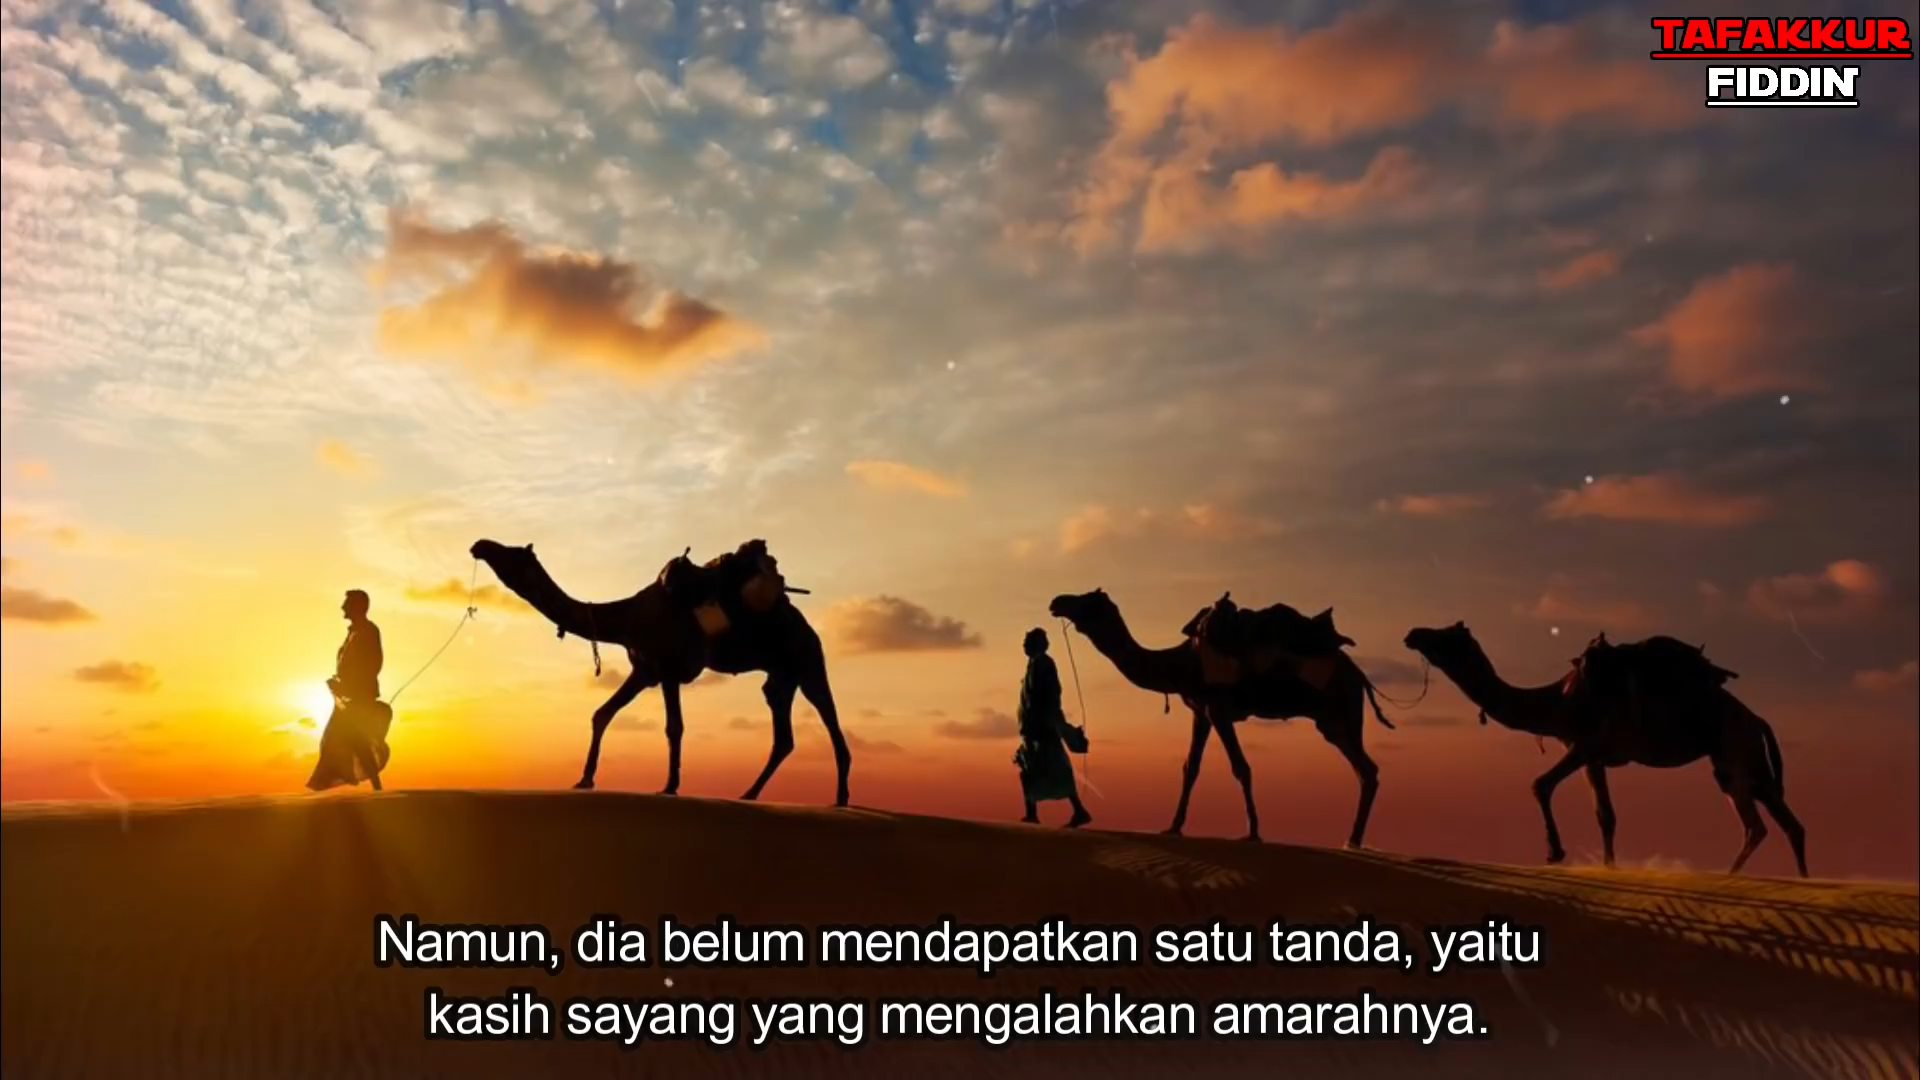 TAFAKKUR
FIDDIN
Namun, dia belum mendapatkan satu tanda, yaitu
kasih sayang yang mengalahkan amarahnya.